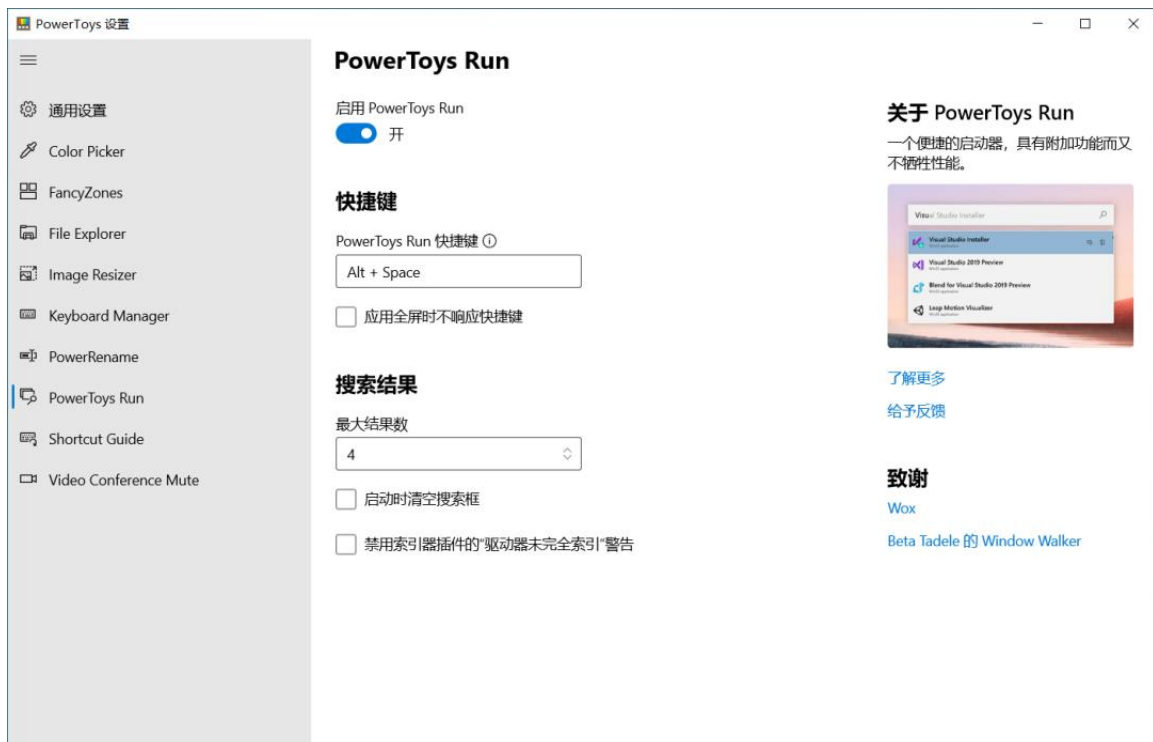 PowerToys 设置
通用设置
Color Picker
FancyZones
File Explorer
Image Resizer
Keyboard Manager
PowerRename
PowerToys Run
Shortcut Guide
Video Conference Mute
PowerToys Run
启用 PowerToys Run
开
快捷键
PowerToys Run 快捷键
Alt + Space
应用全屏时不响应快捷键
搜索结果
最大结果数
4
启动时清空搜索框
禁用索引器插件的"驱动器未完全索引"警告
关于 PowerToys Run
一个便捷的启动器，具有附加功能而又
不牺牲性能。
Visual Studio Installer
Visual Studio Installer
Visual Studio 2019 Preview
Blend for Visual Studio 2019 Preview
Leap Motion Visualizer
了解更多
给予反馈
致谢
Wox
Beta Tadele 的 Window Walker